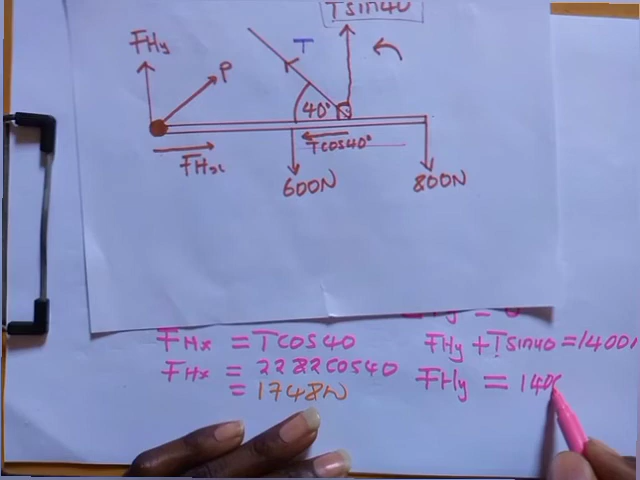 Tsin40
FHy
P
T
40°
Tcos40°
FHx
600N
800N
FHx = Tcos40
FHy + Tsin40 = 1400
FHx = 2282cos40
FHy = 140
= 1748N